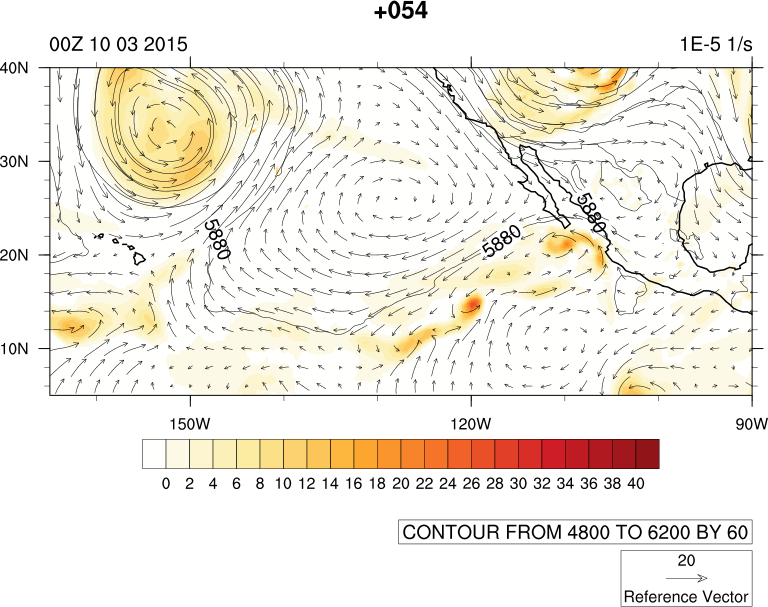 +054
00Z 10 03 2015 1E-5 1/s
40N
30N
5880 5880 5880
20N
10N
150W 120W 90W
0 2 4 6 8 10 12 14 16 18 20 22 24 26 28 30 32 34 36 38 40
CONTOUR FROM 4800 TO 6200 BY 60
20
Reference Vector